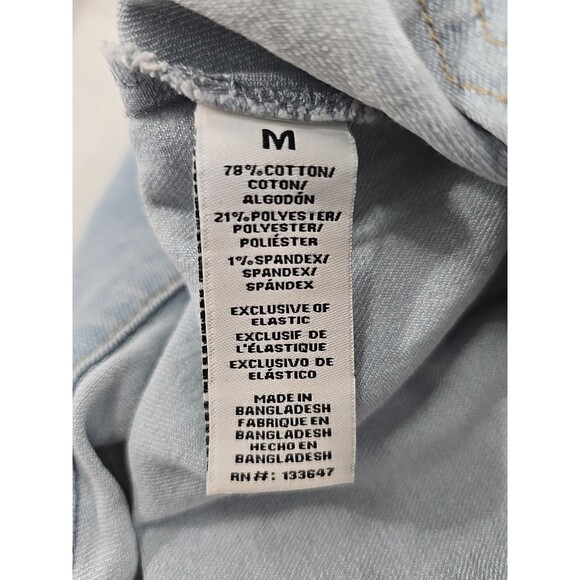 M
78%COTTON/
COTON/
ALGODÓN
21%POLYESTER/
POLYESTER/
POLIÉSTER
1%SPANDEX/
SPANDEX/
SPÁNDEX
EXCLUSIVE OF
ELASTIC
EXCLUSIF DE
L'ÉLASTIQUE
EXCLUSIVO DE
ELÁSTICO
MADE IN
BANGLADESH
FABRIQUE EN
BANGLADESH
HECHO EN
BANGLADESH
RN#: 133647